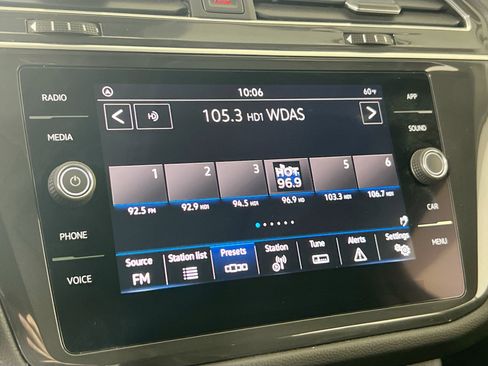 10:06
60°F
RADIO
APP
105.3 HD1 WDAS
MEDIA
SOUND
1
2
3
HOT
96.9
5
6
92.5 FM
92.9 HD1
94.5 HD1
96.9 HD
103.3 HD1
106.7 HD1
PHONE
CAR
VOICE
MENU
Source
FM
Station list
Presets
Station
Tune
Alerts
Settings